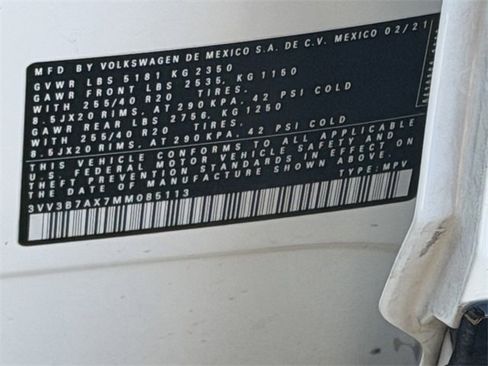 MFD BY VOLKSWAGEN DE MEXICO S.A. DE C.V. MEXICO 02/21
GVWR LBS 5181 KG 2350
GAWR FRONT LBS 2535, KG 1150
WITH 255/40 R20 TIRES.
8.5JX20 RIMS. AT 290KPA. 42 PSI COLD
GAWR REAR LBS 2756, KG 1250
WITH 255/40 R20 TIRES.
8.5JX20 RIMS. AT 290KPA. 42 PSI COLD
THIS VEHICLE CONFORMS TO ALL APPLICABLE
U.S. FEDERAL MOTOR VEHICLE SAFETY AND
THEFT PREVENTION STANDARDS IN EFFECT ON
THE DATE OF MANUFACTURE SHOWN ABOVE.
3VV3B7AX7MM085113 TYPE: MPV